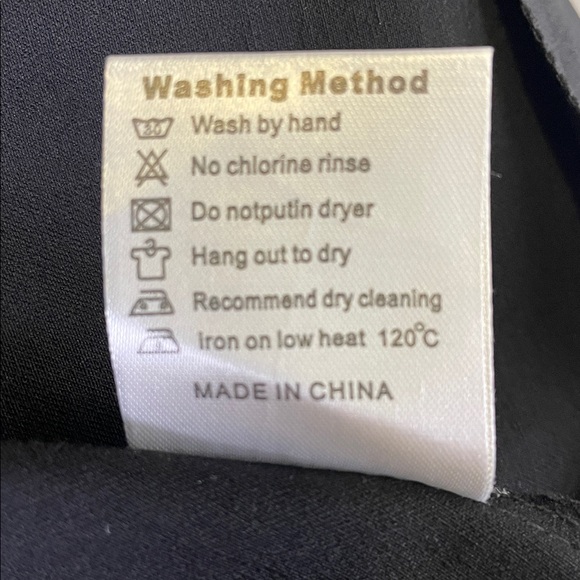 Washing Method
30 Wash by hand
No chlorine rinse
Do notputin dryer
Hang out to dry
Recommend dry cleaning
Iron on low heat 120°C
MADE IN CHINA